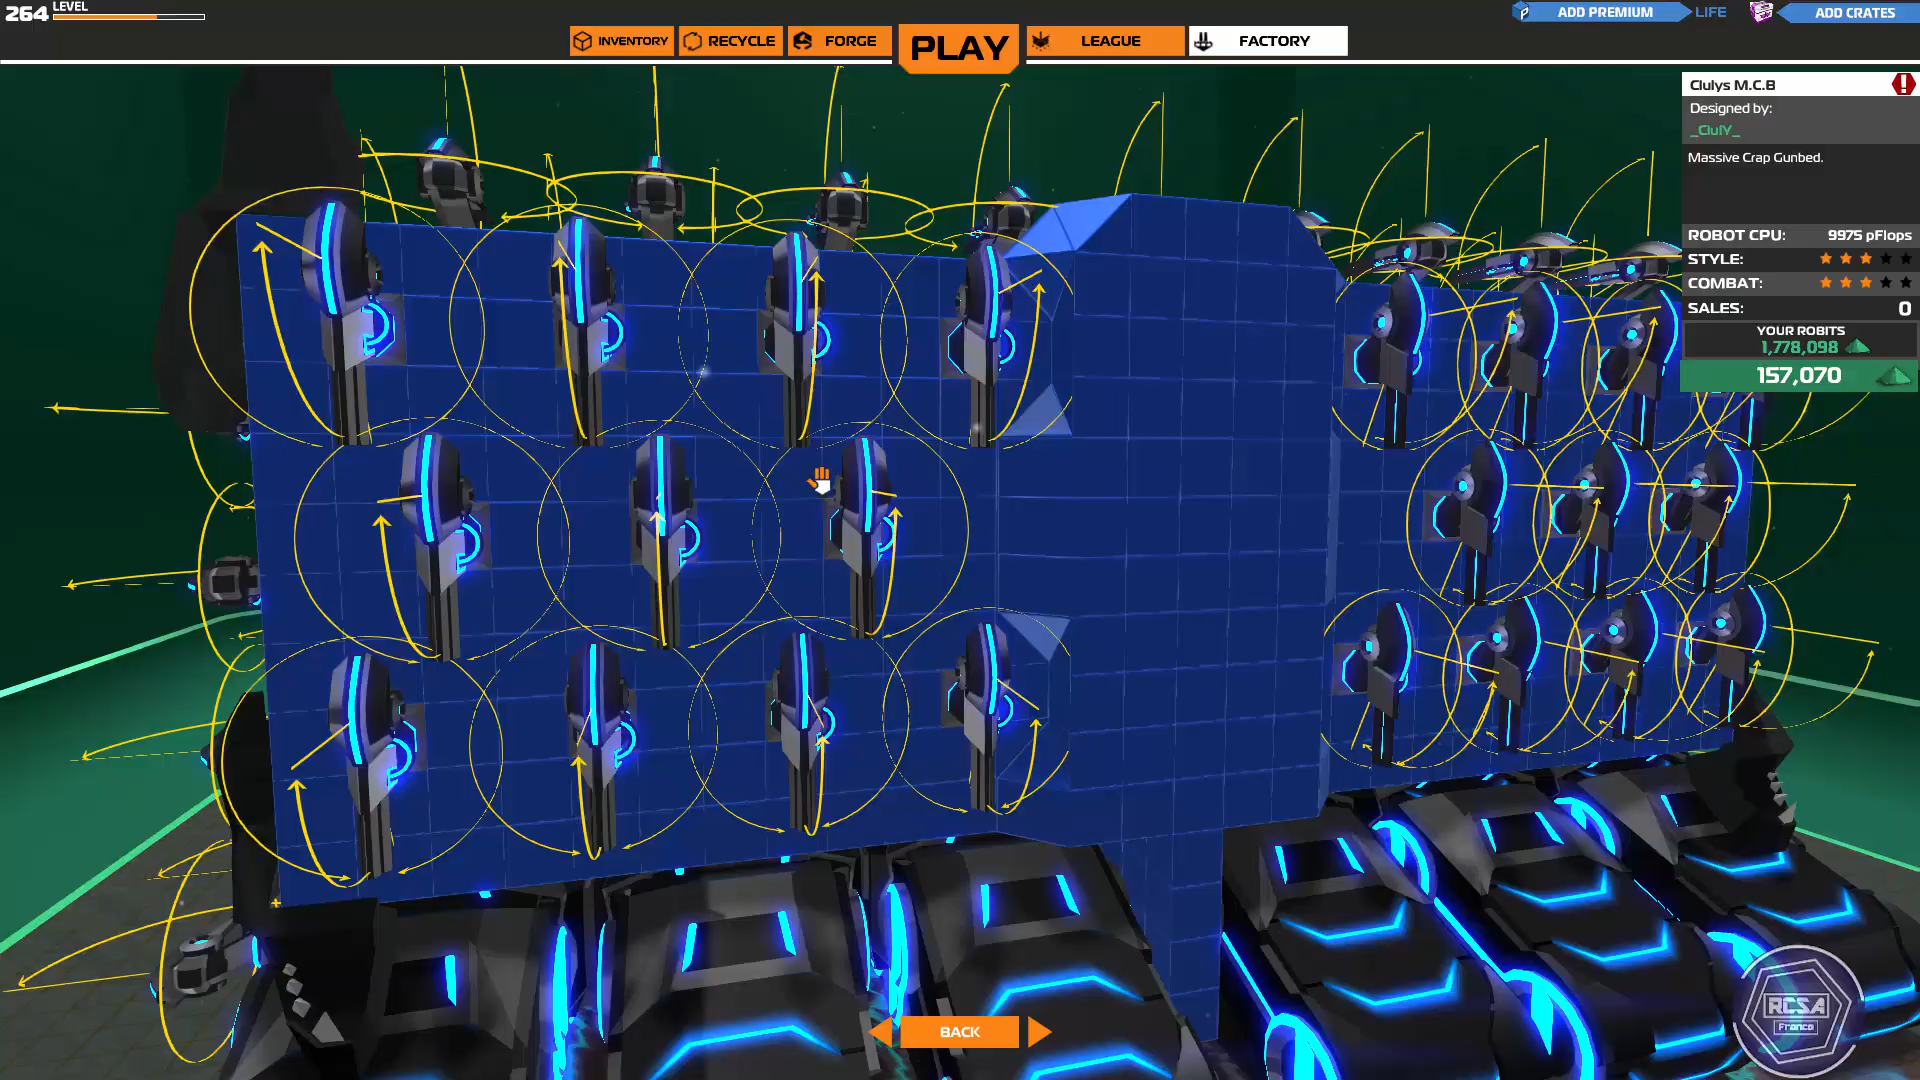 264 LEVEL
ADD PREMIUM LIFE ADD CRATES
INVENTORY RECYCLE FORGE PLAY LEAGUE FACTORY
Clulys M.C.B
Designed by:
_ClulY_
Massive Crap Gunbed.
ROBOT CPU: 9975 pFlops
STYLE:
COMBAT:
SALES: 0
YOUR ROBITS
1,778,098
157,070
RCSA
Franco
BACK